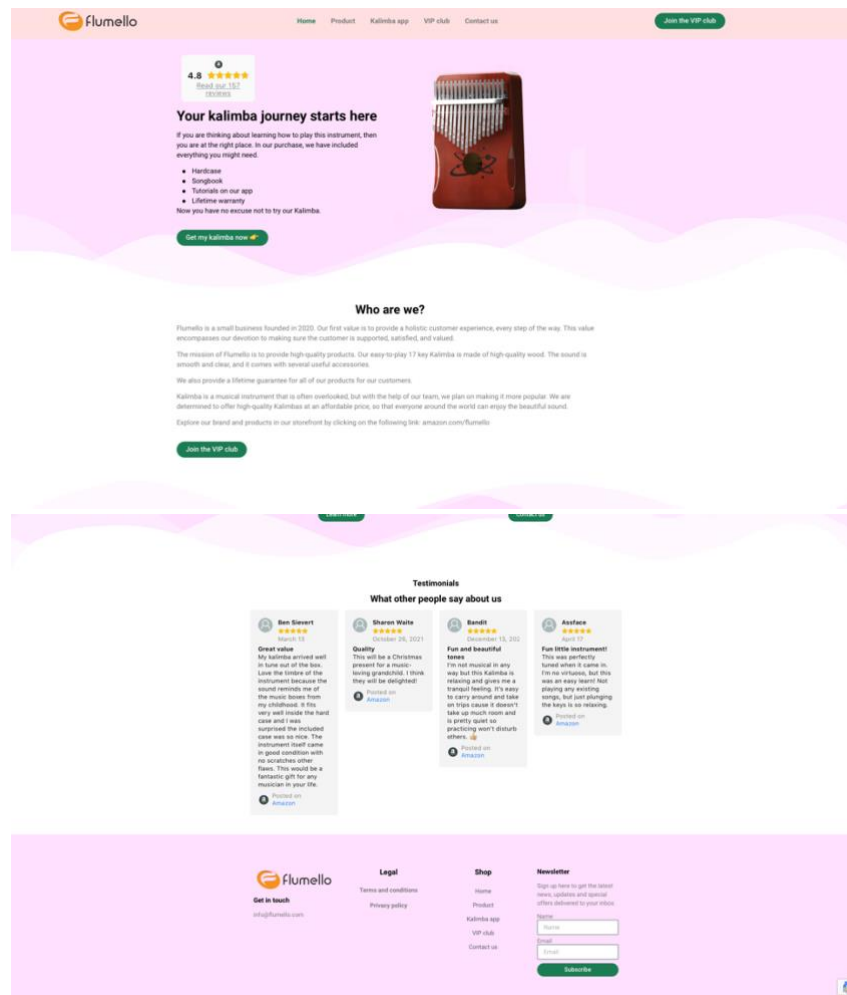 flumello
Home Product Kalimba app VIP club Contact us
Join the VIP club
4.8
Read our 157
reviews
Your kalimba journey starts here
If you are thinking about learning how to play this instrument, then
you are at the right place. In our purchase, we have included
everything you might need.
Hardcase
Songbook
Tutorials on our app
Lifetime warranty
Now you have no excuse not to try our Kalimba.
Get my kalimba now 👉
Who are we?
Flumello is a small business founded in 2020. Our first value is to provide a holistic customer experience, every step of the way. This value
encompasses our devotion to making sure the customer is supported, satisfied, and valued.
The mission of Flumello is to provide high-quality products. Our easy-to-play 17 key Kalimba is made of high-quality wood. The sound is
smooth and clear, and it comes with several useful accessories.
We also provide a lifetime guarantee for all of our products for our customers.
Kalimba is a musical instrument that is often overlooked, but with the help of our team, we plan on making it more popular. We are
determined to offer high-quality Kalimbas at an affordable price, so that everyone around the world can enjoy the beautiful sound.
Explore our brand and products in our storefront by clicking on the following link: amazon.com/flumello
Join the VIP club
Learn more
Contact us
Testimonials
What other people say about us
Ben Sievert
March 13
Great value
My kalimba arrived well
in tune out of the box.
Love the timbre of the
instrument because the
sound reminds me of
the music boxes from
my childhood. It fits
very well inside the hard
case and I was
surprised the included
case was so nice. The
instrument itself came
in good condition with
no scratches other
flaws. This would be a
fantastic gift for any
musician in your life.
Posted on
Amazon
Sharon Waite
October 26, 2021
Quality
This will be a Christmas
present for a music-
loving grandchild. I think
they will be delighted!
Posted on
Amazon
Bandit
December 13, 202
Fun and beautiful
tones
I'm not musical in any
way but this Kalimba is
relaxing and gives me a
tranquil feeling. It's easy
to carry around and take
on trips cause it doesn't
take up much room and
is pretty quiet so
practicing won't disturb
others. 👍
Posted on
Amazon
Assface
April 17
Fun little instrument!
This was perfectly
tuned when it came in.
I'm no virtuoso, but this
was an easy learn! Not
playing any existing
songs, but just plunging
the keys is so relaxing.
Posted on
Amazon
flumello
Get in touch
info@flumello.com
Legal
Terms and conditions
Privacy policy
Shop
Home
Product
Kalimba app
VIP club
Contact us
Newsletter
Sign up here to get the latest
news, updates and special
offers delivered to your inbox
Name
Name
Email
Email
Subscribe